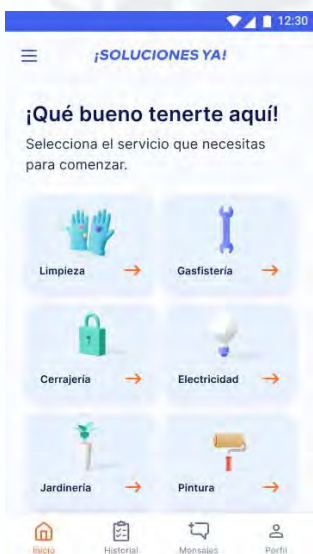 12:30
¡SOLUCIONES YA!
¡Qué bueno tenerte aquí!
Selecciona el servicio que necesitas
para comenzar.
Limpieza
Gasfistería
Cerrajería
Electricidad
Jardinería
Pintura
Inicio
Historial
Mensajes
Perfil